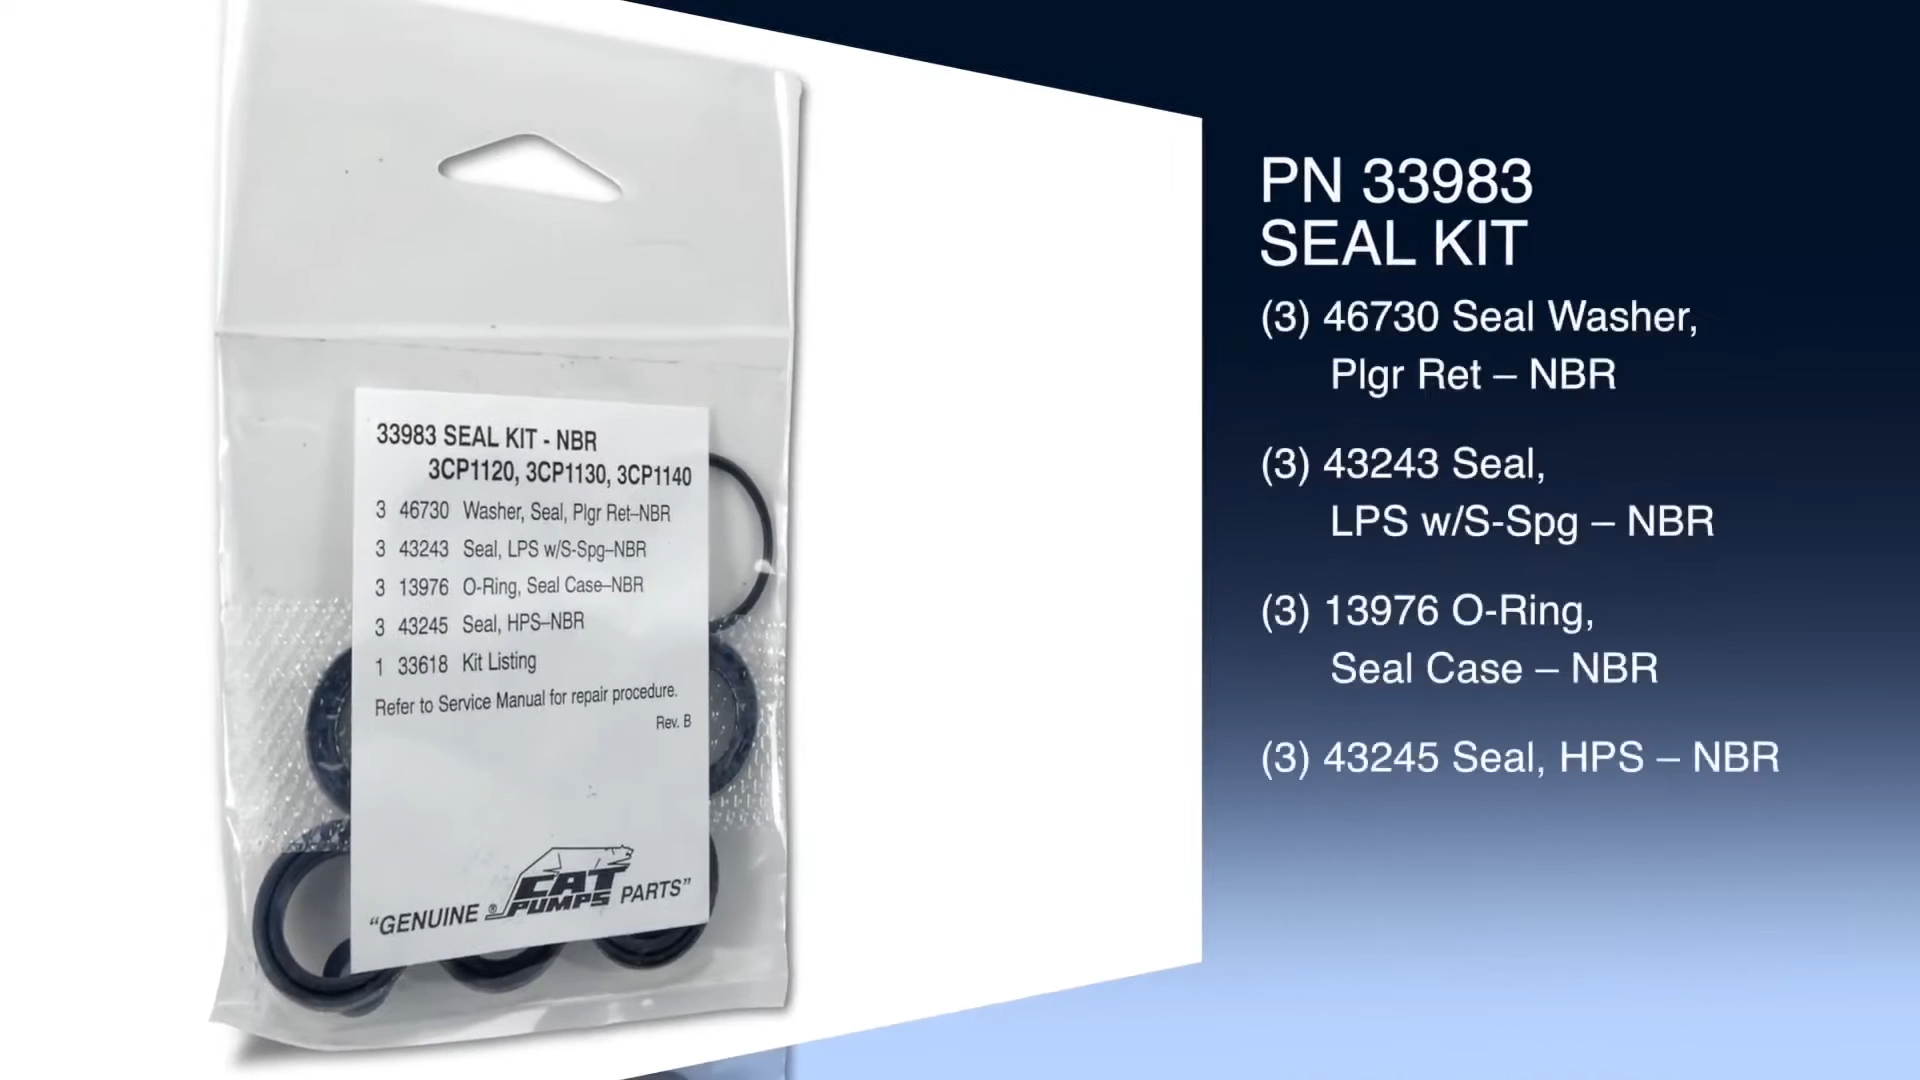 33983 SEAL KIT - NBR
3CP1120, 3CP1130, 3CP1140
3 46730 Washer, Seal, Plgr Ret–NBR
3 43243 Seal, LPS w/S-Spg–NBR
3 13976 O-Ring, Seal Case–NBR
3 43245 Seal, HPS–NBR
1 33618 Kit Listing
Refer to Service Manual for repair procedure.
Rev. B
“GENUINE ® CAT PUMPS PARTS”
PN 33983
SEAL KIT
(3) 46730 Seal Washer,
Plgr Ret – NBR
(3) 43243 Seal,
LPS w/S-Spg – NBR
(3) 13976 O-Ring,
Seal Case – NBR
(3) 43245 Seal, HPS – NBR